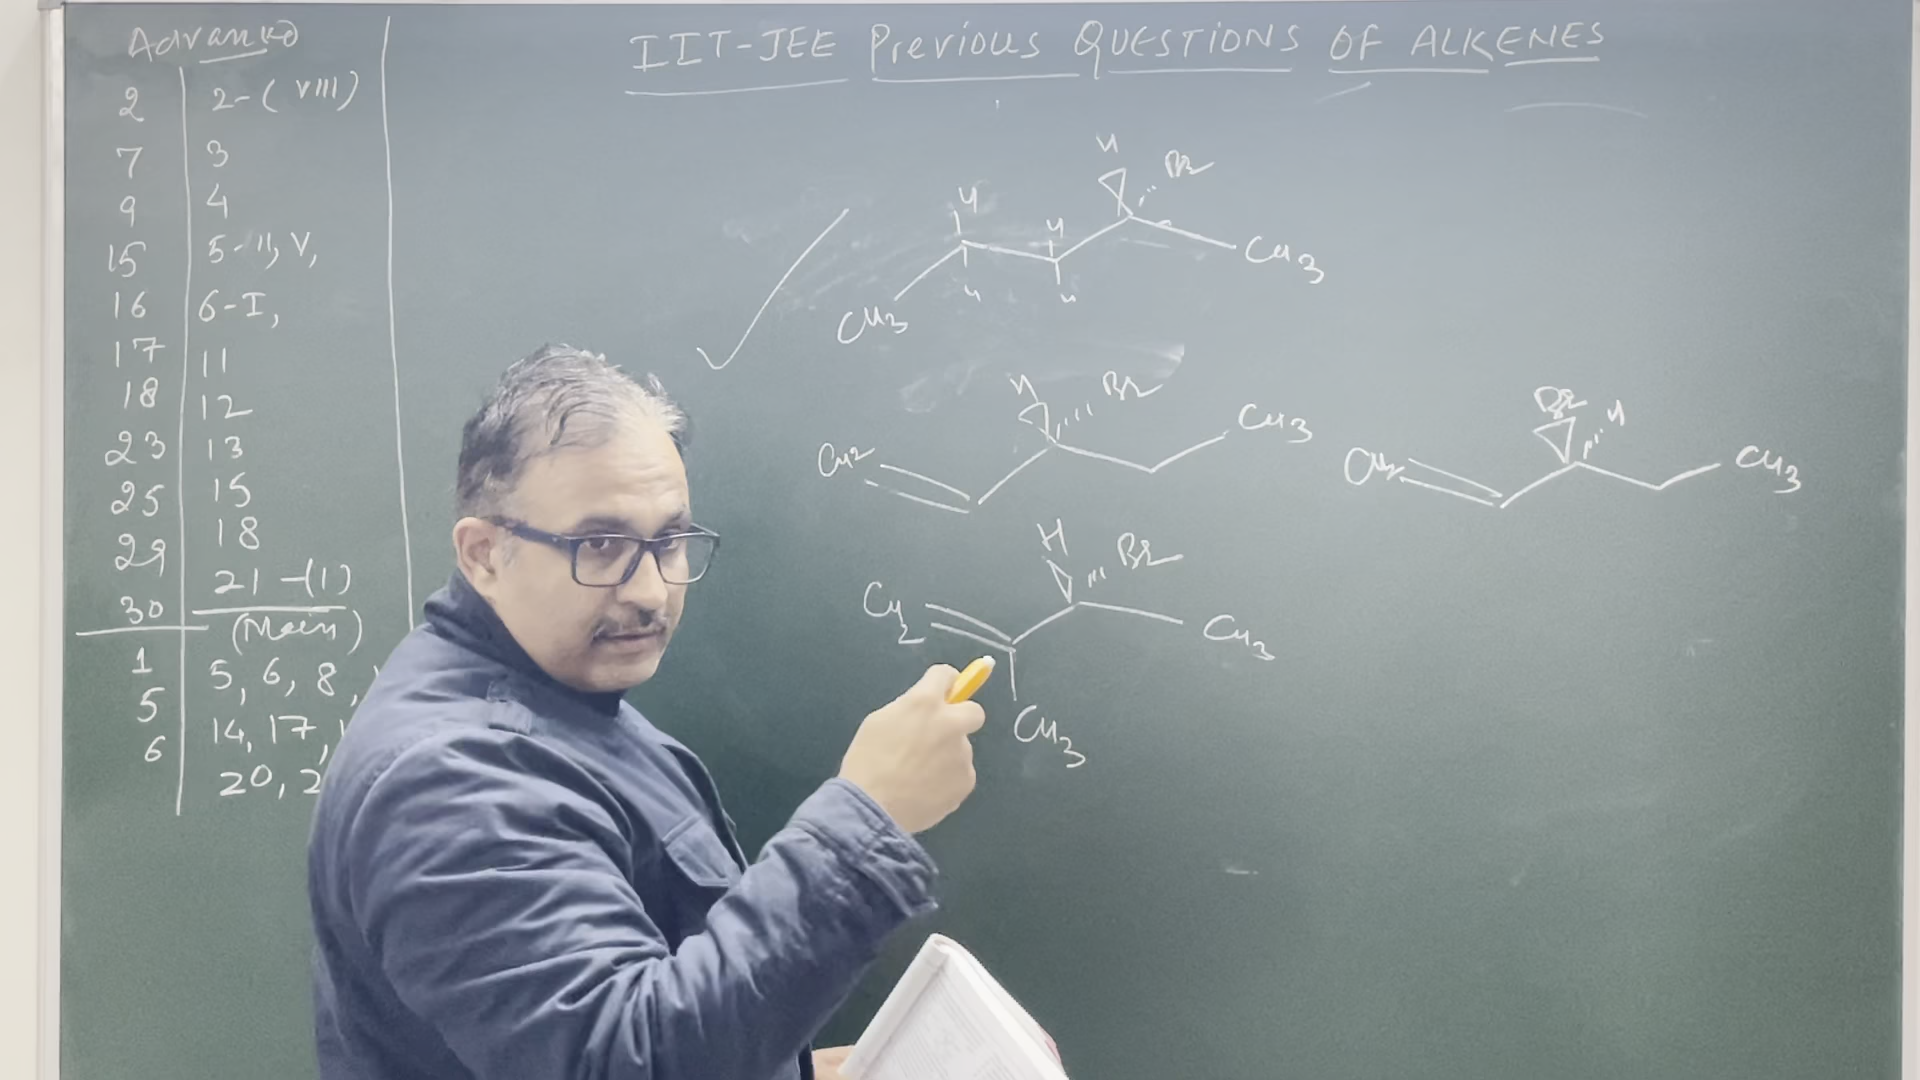 IIT-JEE Previous QUESTIONS OF ALKENES
Advanced
2 2-(VIII)
7 3
9 4
15 5-II, V,
16 6-I,
17 11
18 12
23 13
25 15
29 18
30 21-(1)
(Main)
1 5, 6, 8,
5 14, 17,
6 20, 2
H Br
H H
CH3
H H
CH3
H Br
CH3
CH2
Br H
CH2 CH3
H Br
CH2 CH3
CH3